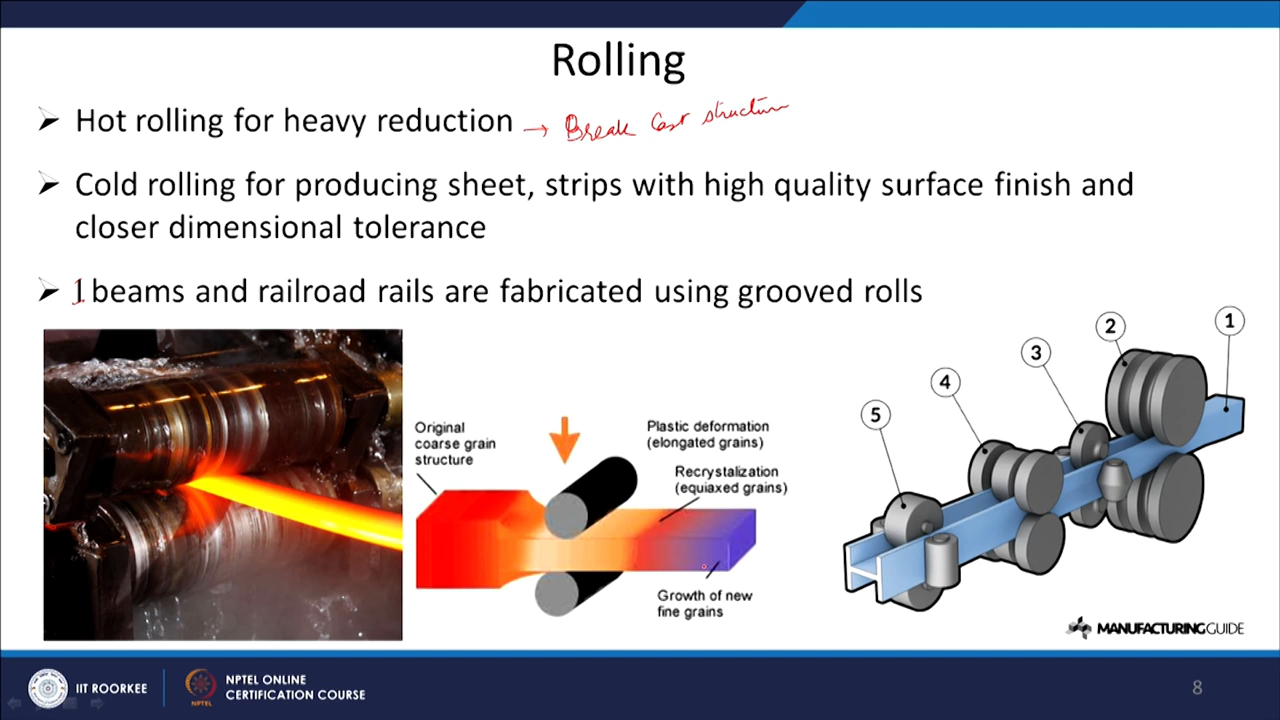 Rolling
➤ Hot rolling for heavy reduction → Break Cast structure
➤ Cold rolling for producing sheet, strips with high quality surface finish and
closer dimensional tolerance
➤ I beams and railroad rails are fabricated using grooved rolls
Original
coarse grain
structure
Plastic deformation
(elongated grains)
Recrystalization
(equiaxed grains)
Growth of new
fine grains
1
2
3
4
5
MANUFACTURINGGUIDE
IIT ROORKEE
NPTEL
NPTEL ONLINE
CERTIFICATION COURSE
8